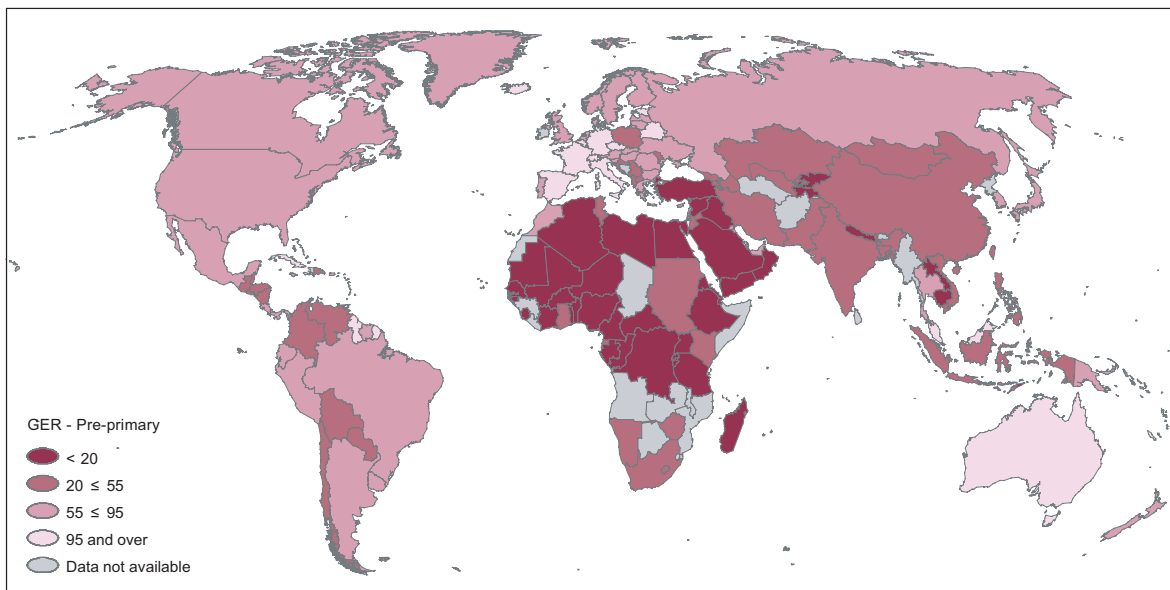 GER - Pre-primary
< 20
20 ≤ 55
55 ≤ 95
95 and over
Data not available